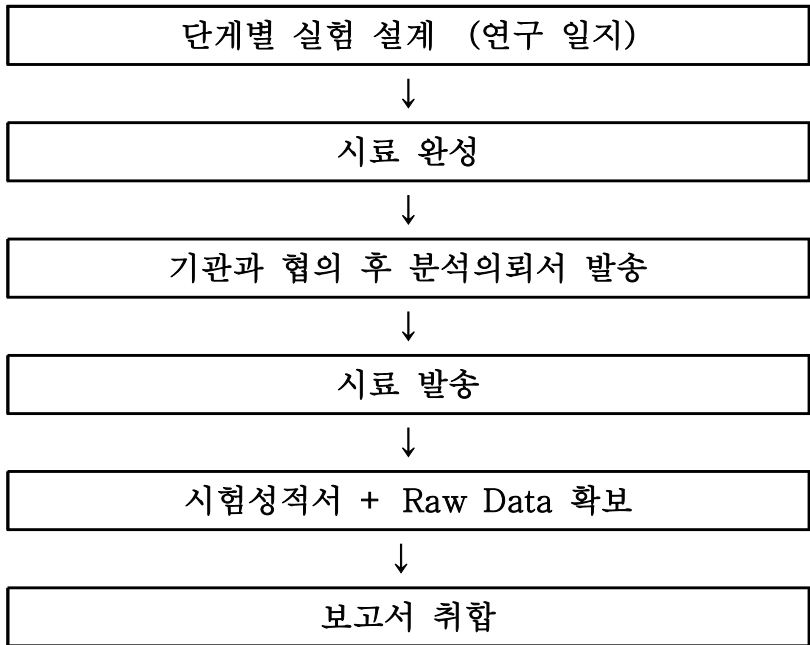 단게별 실험 설계 (연구 일지)
↓
시료 완성
↓
기관과 협의 후 분석의뢰서 발송
↓
시료 발송
↓
시험성적서 + Raw Data 확보
↓
보고서 취합